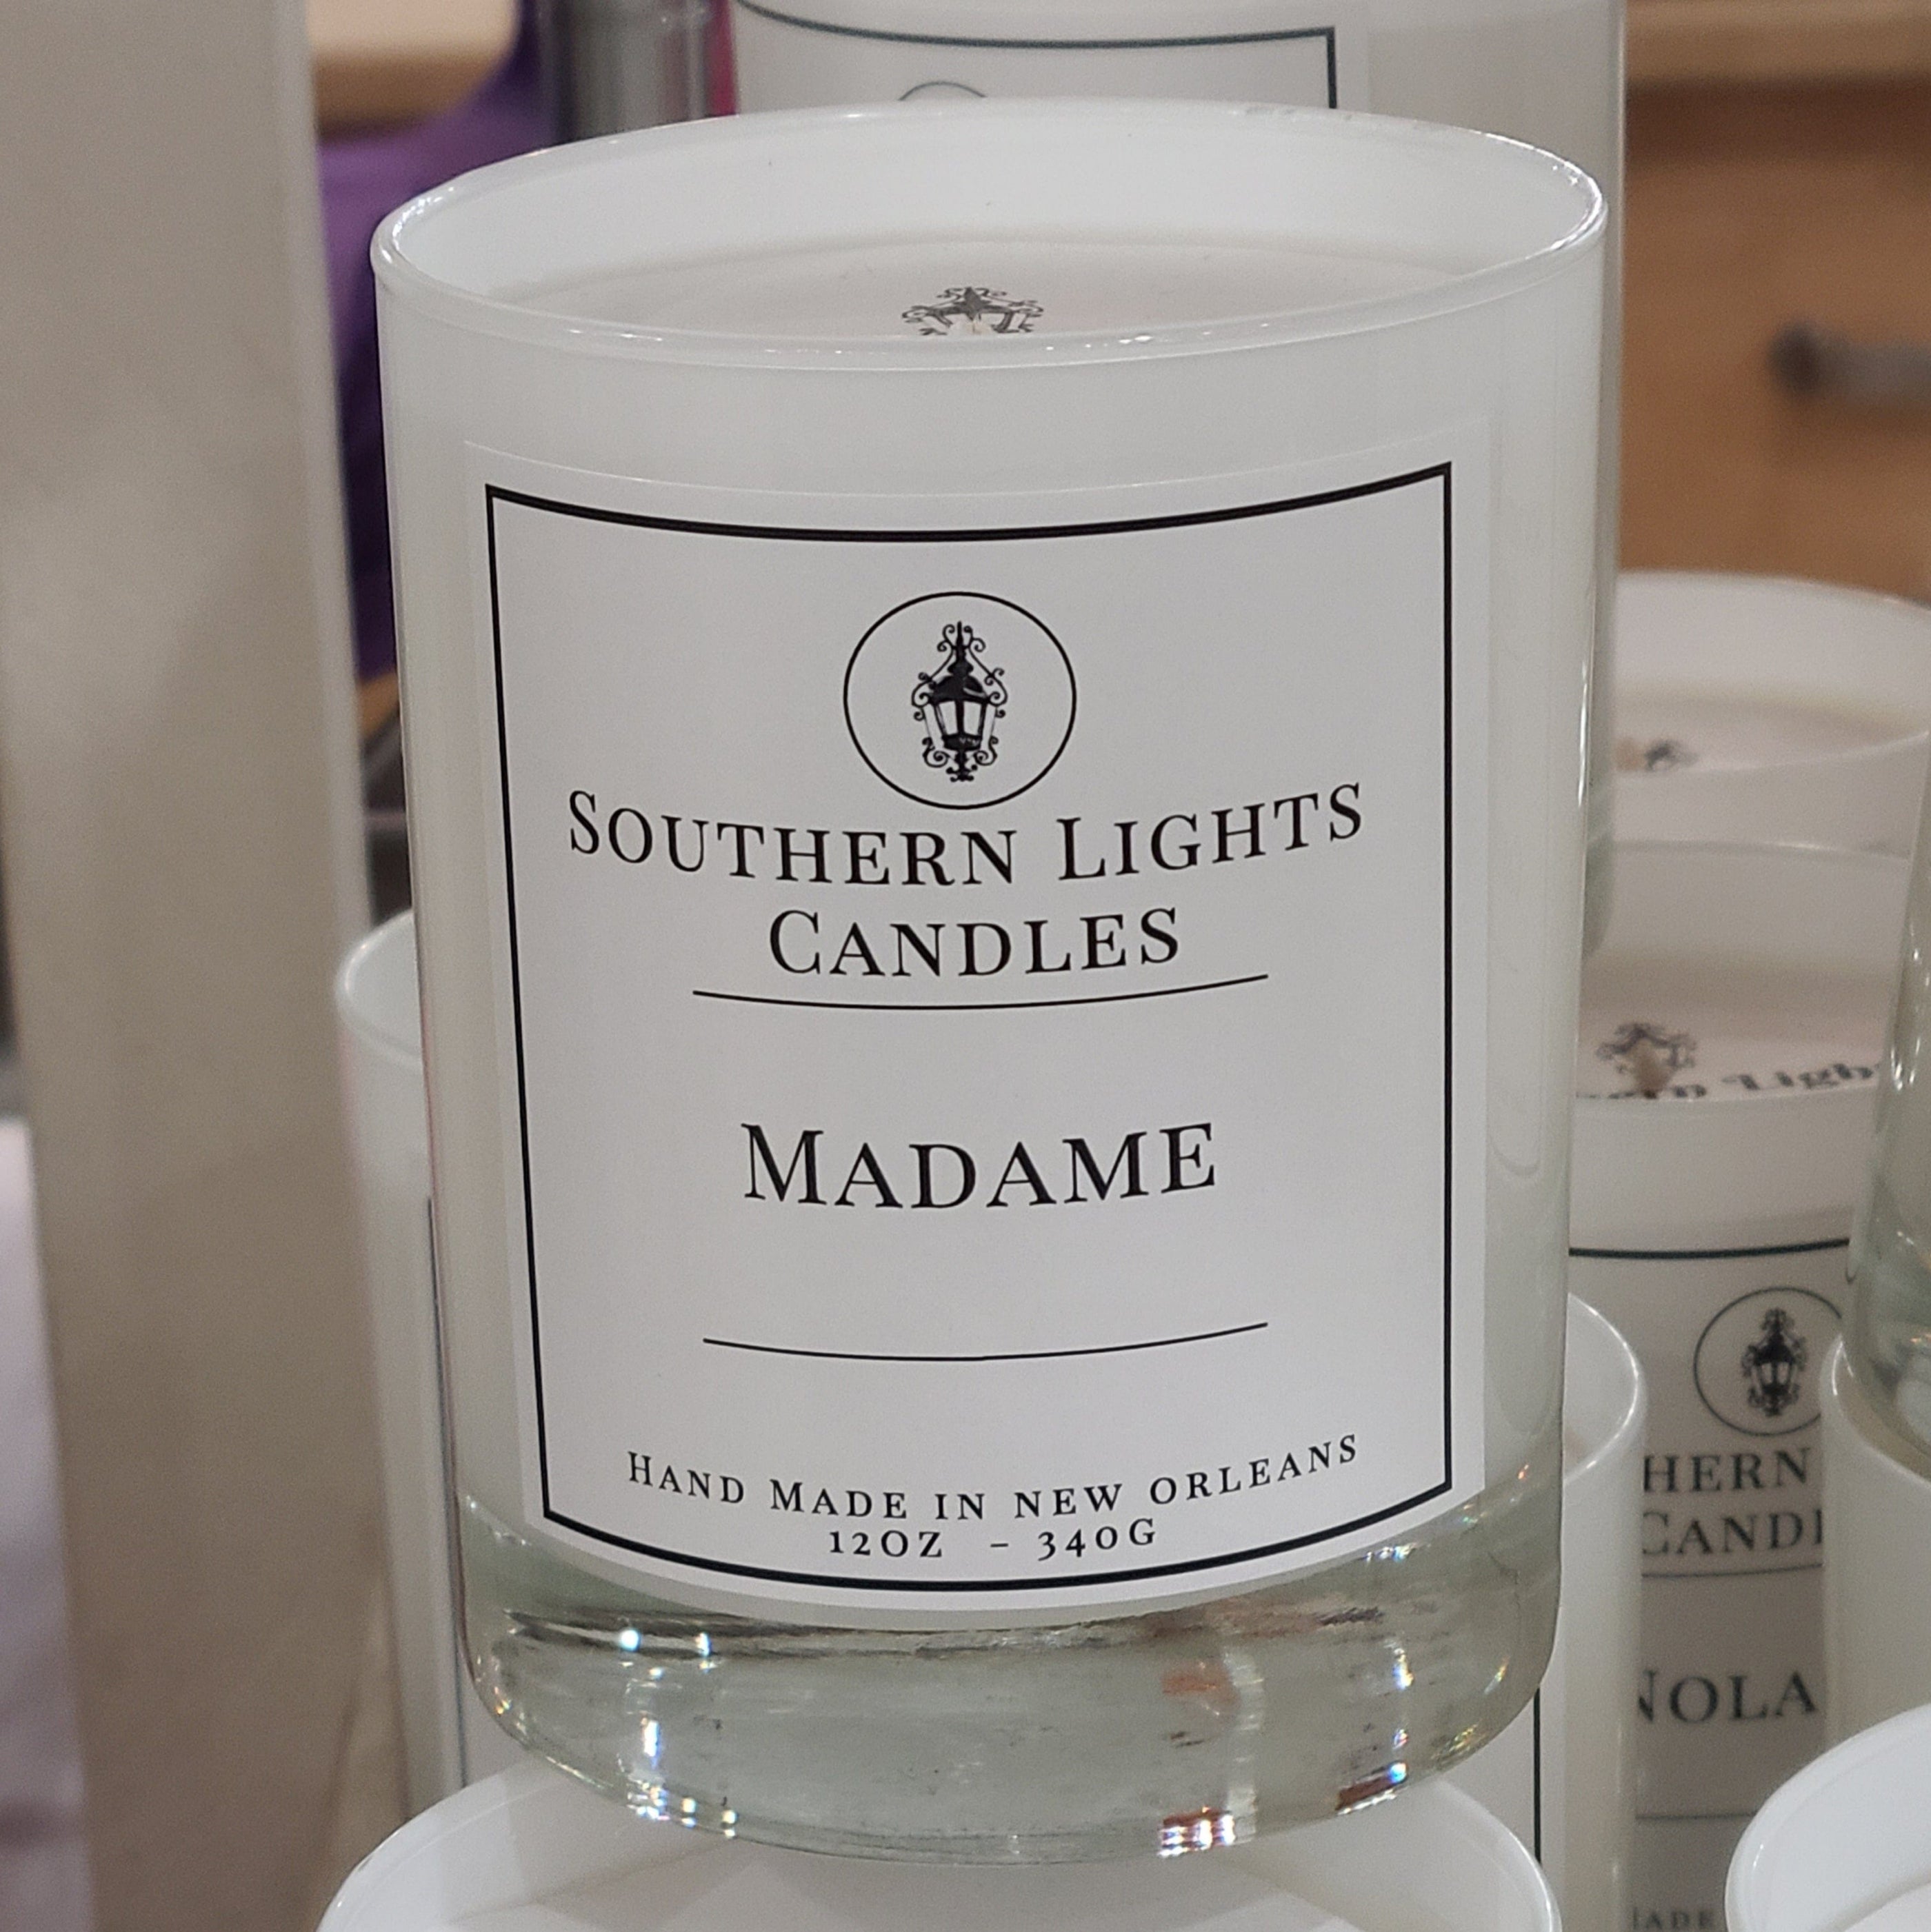 Southern Lights
Candles
Madame
Hand Made in new orleans
12oz - 340g
hern
Candl
Nola